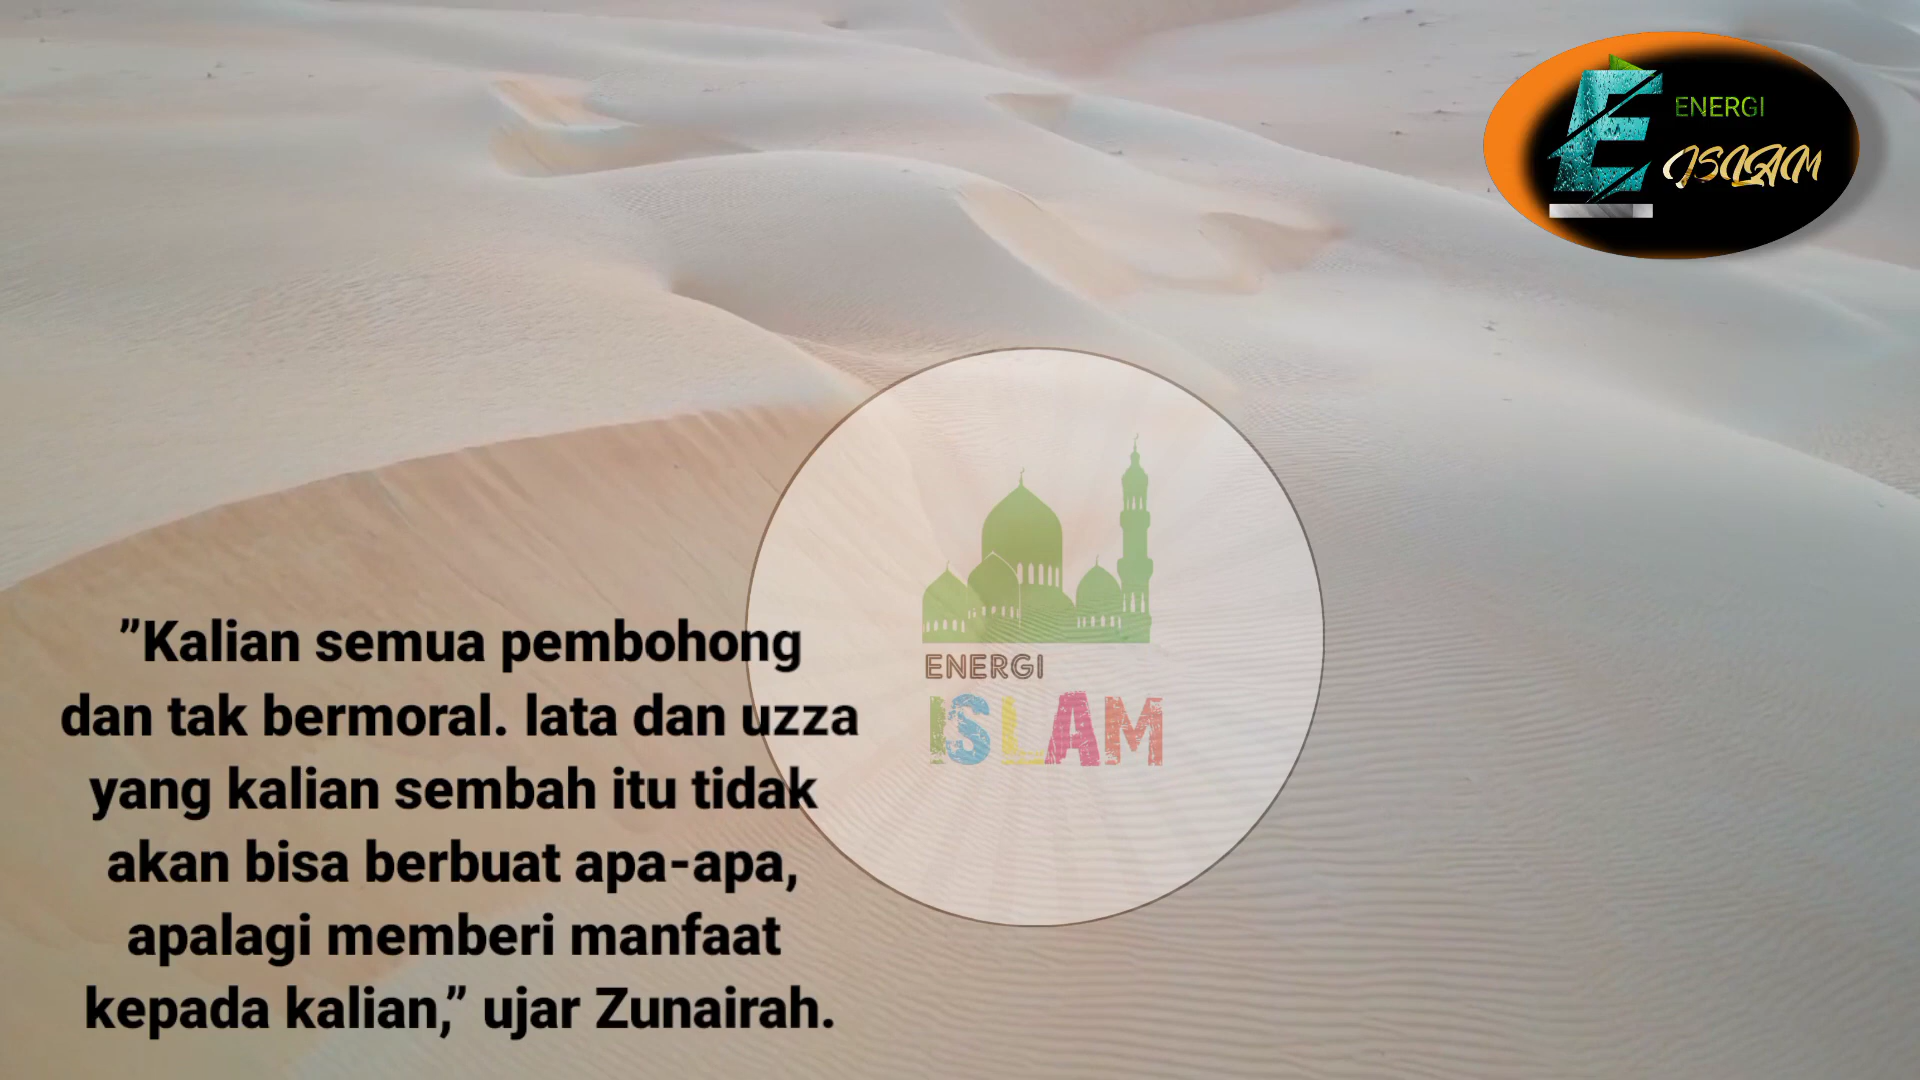 ENERGI
ISLAM
ENERGI
ISLAM
”Kalian semua pembohong
dan tak bermoral. lata dan uzza
yang kalian sembah itu tidak
akan bisa berbuat apa-apa,
apalagi memberi manfaat
kepada kalian,” ujar Zunairah.